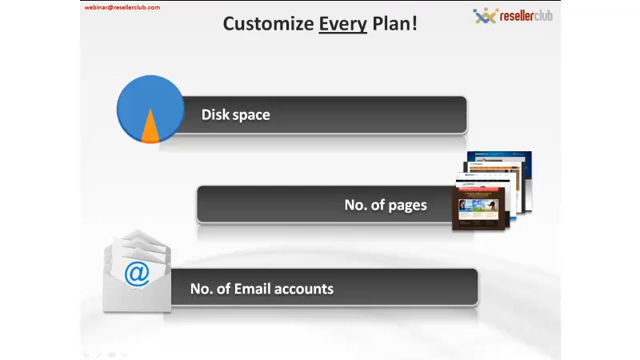 webinar@resellerclub.com
resellerclub
Customize Every Plan!
Disk space
No. of pages
@
No. of Email accounts